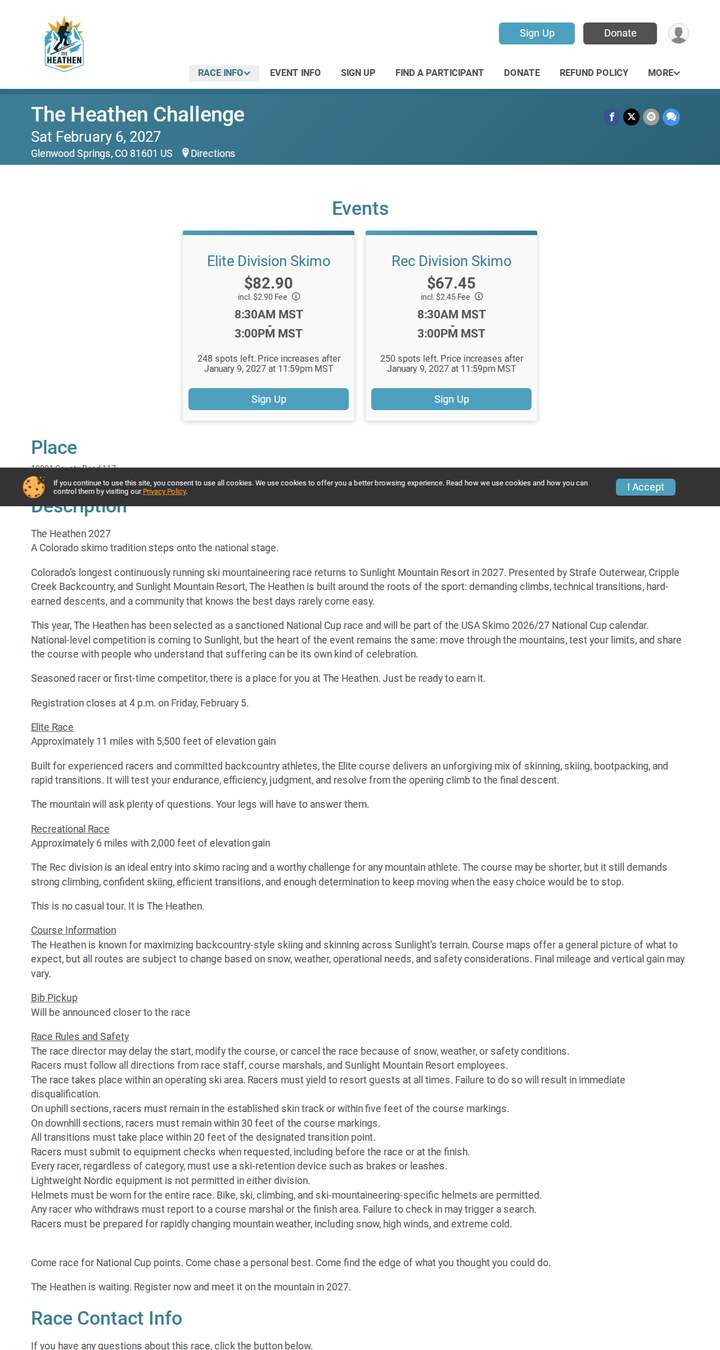 THE
HEATHEN
Sign Up
Donate
RACE INFO
EVENT INFO
SIGN UP
FIND A PARTICIPANT
DONATE
REFUND POLICY
MORE
The Heathen Challenge
Sat February 6, 2027
Glenwood Springs, CO 81601 US
Directions
Events
Elite Division Skimo
$82.90
incl. $2.90 Fee
8:30AM MST
-
3:00PM MST
248 spots left. Price increases after
January 9, 2027 at 11:59pm MST
Sign Up
Rec Division Skimo
$67.45
incl. $2.45 Fee
8:30AM MST
-
3:00PM MST
250 spots left. Price increases after
January 9, 2027 at 11:59pm MST
Sign Up
Place
If you continue to use this site, you consent to use all cookies. We use cookies to offer you a better browsing experience. Read how we use cookies and how you can
control them by visiting our Privacy Policy.
I Accept
Description
The Heathen 2027
A Colorado skimo tradition steps onto the national stage.
Colorado's longest continuously running ski mountaineering race returns to Sunlight Mountain Resort in 2027. Presented by Strafe Outerwear, Cripple
Creek Backcountry, and Sunlight Mountain Resort, The Heathen is built around the roots of the sport: demanding climbs, technical transitions, hard-
earned descents, and a community that knows the best days rarely come easy.
This year, The Heathen has been selected as a sanctioned National Cup race and will be part of the USA Skimo 2026/27 National Cup calendar.
National-level competition is coming to Sunlight, but the heart of the event remains the same: move through the mountains, test your limits, and share
the course with people who understand that suffering can be its own kind of celebration.
Seasoned racer or first-time competitor, there is a place for you at The Heathen. Just be ready to earn it.
Registration closes at 4 p.m. on Friday, February 5.
Elite Race
Approximately 11 miles with 5,500 feet of elevation gain
Built for experienced racers and committed backcountry athletes, the Elite course delivers an unforgiving mix of skinning, skiing, bootpacking, and
rapid transitions. It will test your endurance, efficiency, judgment, and resolve from the opening climb to the final descent.
The mountain will ask plenty of questions. Your legs will have to answer them.
Recreational Race
Approximately 6 miles with 2,000 feet of elevation gain
The Rec division is an ideal entry into skimo racing and a worthy challenge for any mountain athlete. The course may be shorter, but it still demands
strong climbing, confident skiing, efficient transitions, and enough determination to keep moving when the easy choice would be to stop.
This is no casual tour. It is The Heathen.
Course Information
The Heathen is known for maximizing backcountry-style skiing and skinning across Sunlight's terrain. Course maps offer a general picture of what to
expect, but all routes are subject to change based on snow, weather, operational needs, and safety considerations. Final mileage and vertical gain may
vary.
Bib Pickup
Will be announced closer to the race
Race Rules and Safety
The race director may delay the start, modify the course, or cancel the race because of snow, weather, or safety conditions.
Racers must follow all directions from race staff, course marshals, and Sunlight Mountain Resort employees.
The race takes place within an operating ski area. Racers must yield to resort guests at all times. Failure to do so will result in immediate
disqualification.
On uphill sections, racers must remain in the established skin track or within five feet of the course markings.
On downhill sections, racers must remain within 30 feet of the course markings.
All transitions must take place within 20 feet of the designated transition point.
Racers must submit to equipment checks when requested, including before the race or at the finish.
Every racer, regardless of category, must use a ski-retention device such as brakes or leashes.
Lightweight Nordic equipment is not permitted in either division.
Helmets must be worn for the entire race. Bike, ski, climbing, and ski-mountaineering-specific helmets are permitted.
Any racer who withdraws must report to a course marshal or the finish area. Failure to check in may trigger a search.
Racers must be prepared for rapidly changing mountain weather, including snow, high winds, and extreme cold.
Come race for National Cup points. Come chase a personal best. Come find the edge of what you thought you could do.
The Heathen is waiting. Register now and meet it on the mountain in 2027.
Race Contact Info
If you have any questions about this race, click the button below.